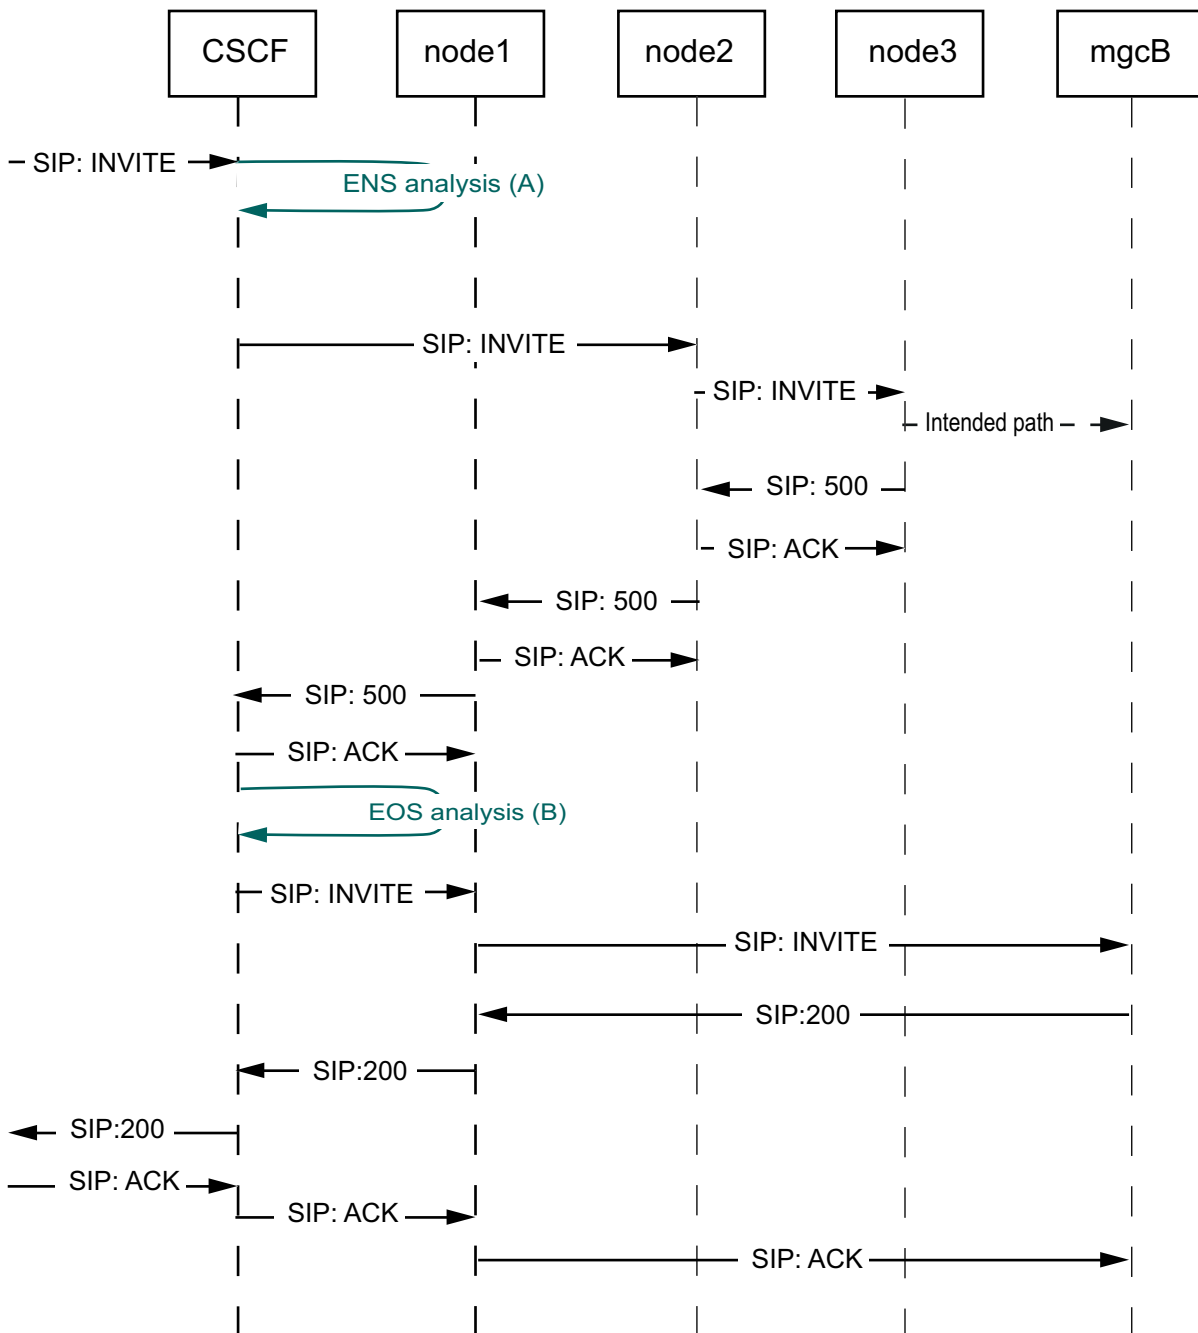 CSCF
node1
node2
node3
mgcB
SIP: INVITE
ENS analysis (A)
SIP: INVITE
SIP: INVITE
Intended path
SIP: 500
SIP: ACK
SIP: 500
SIP: ACK
SIP: 500
SIP: ACK
EOS analysis (B)
SIP: INVITE
SIP: INVITE
SIP:200
SIP:200
SIP:200
SIP: ACK
SIP: ACK
SIP: ACK